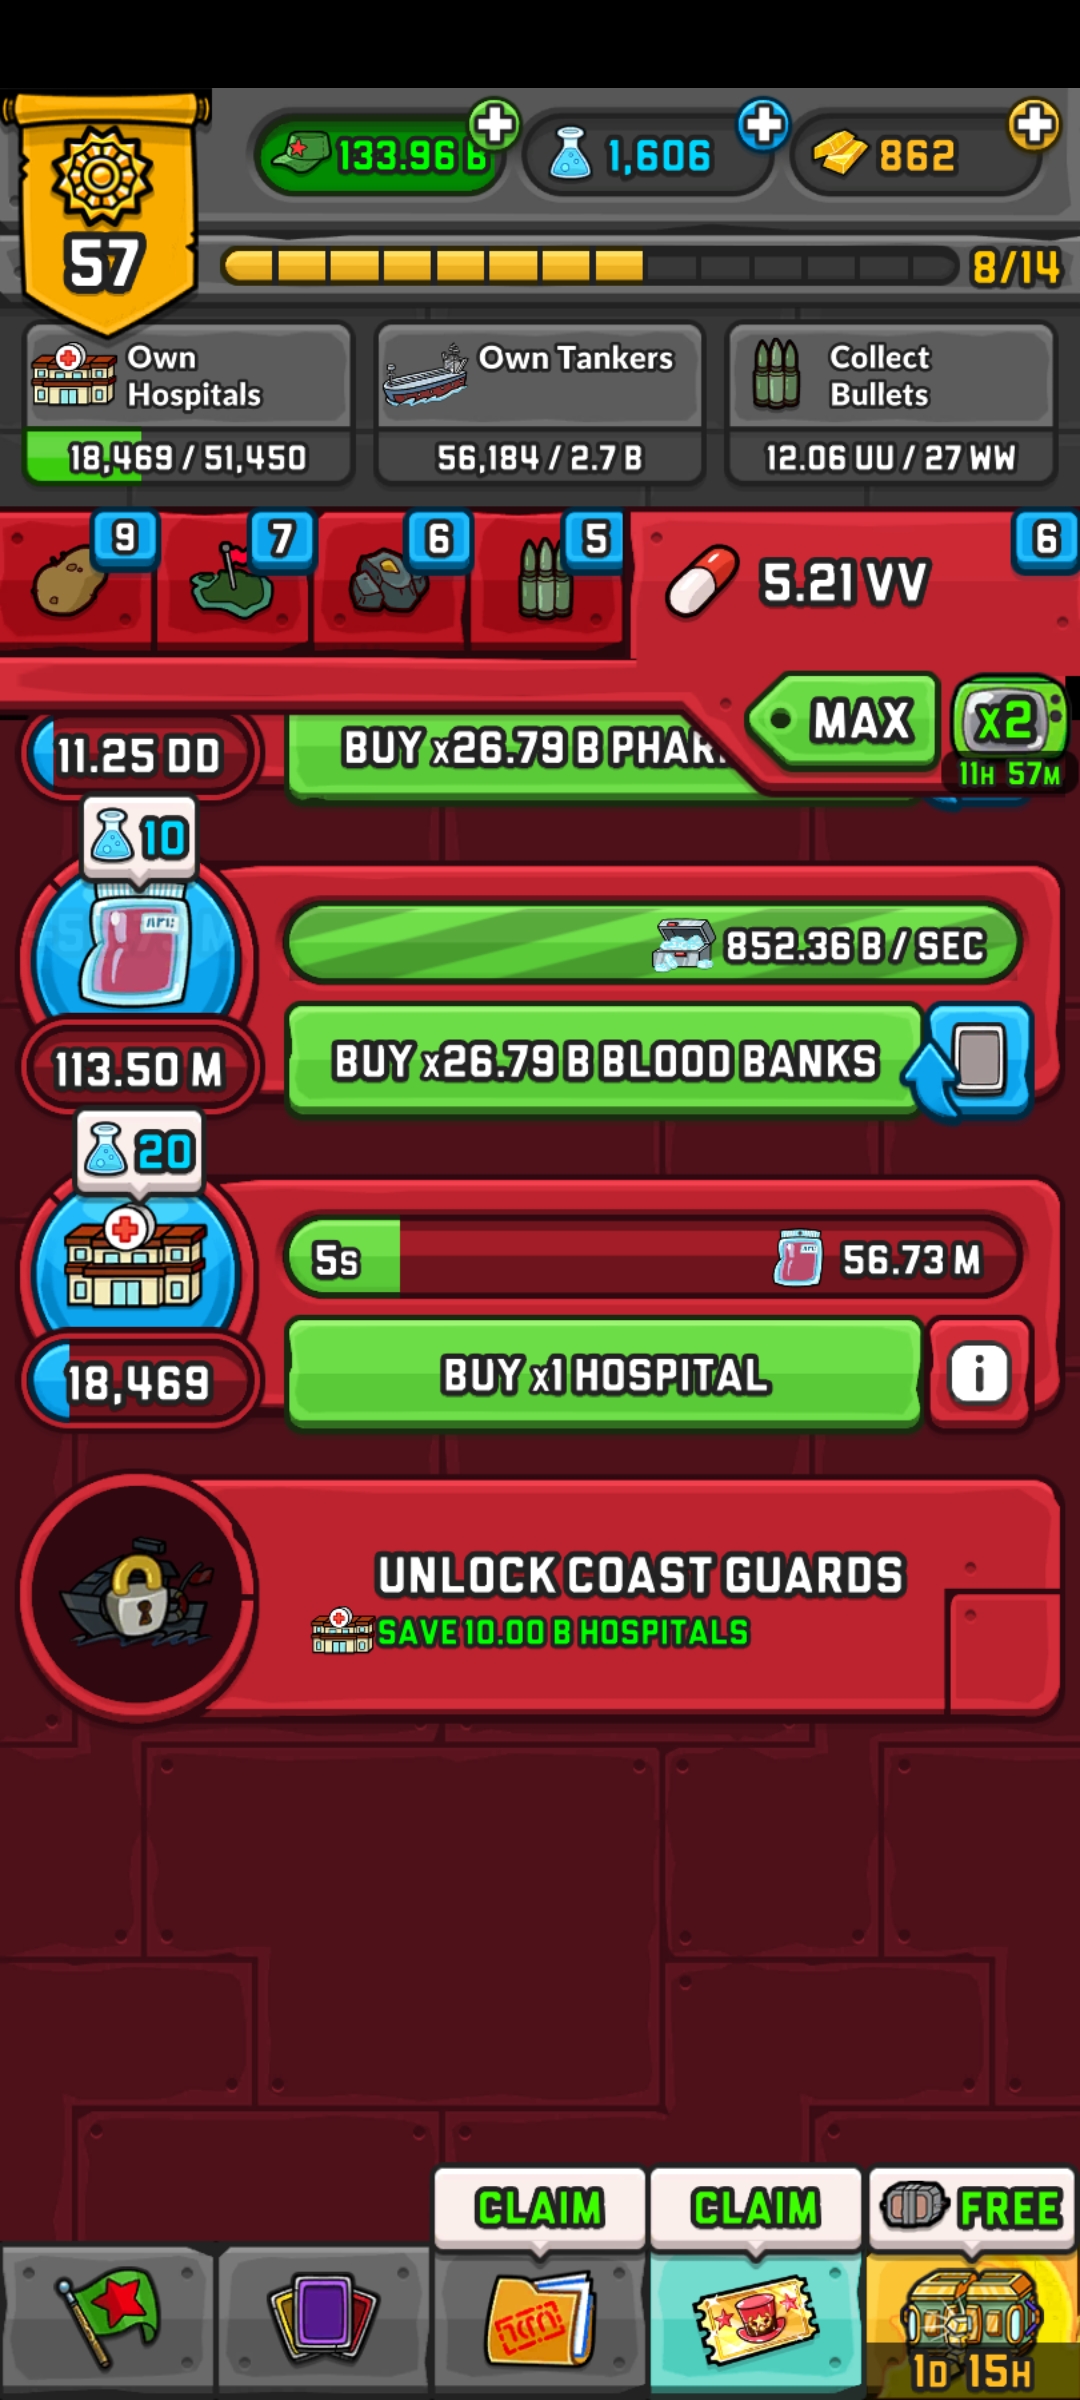 133.96 B
1,606
862
57
8/14
Own
Hospitals
18,469 / 51,450
Own Tankers
56,184 / 2.7 B
Collect
Bullets
12.06 UU / 27 WW
9
7
6
5
6
5.21 VV
MAX
x2
11H 57M
11.25 DD
BUY x26.79 B
10
852.36 B / SEC
113.50 M
BUY x26.79 B BLOOD BANKS
20
5s
56.73 M
18,469
BUY x1 HOSPITAL
i
UNLOCK COAST GUARDS
SAVE 10.00 B HOSPITALS
CLAIM
CLAIM
FREE
1D 15H